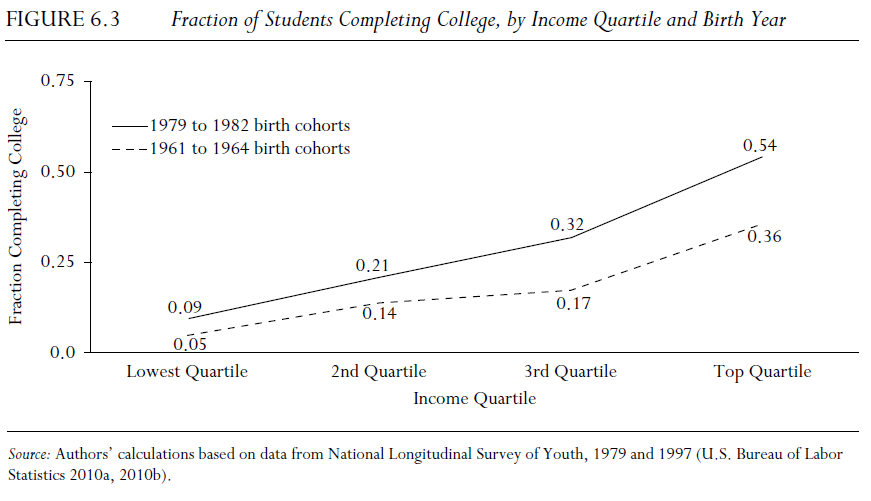 FIGURE 6.3 Fraction of Students Completing College, by Income Quartile and Birth Year
Fraction Completing College
0.75
0.50
0.25
0.0
1979 to 1982 birth cohorts
1961 to 1964 birth cohorts
0.09
0.21
0.32
0.54
0.05
0.14
0.17
0.36
Lowest Quartile 2nd Quartile 3rd Quartile Top Quartile
Income Quartile
Source: Authors' calculations based on data from National Longitudinal Survey of Youth, 1979 and 1997 (U.S. Bureau of Labor
Statistics 2010a, 2010b).